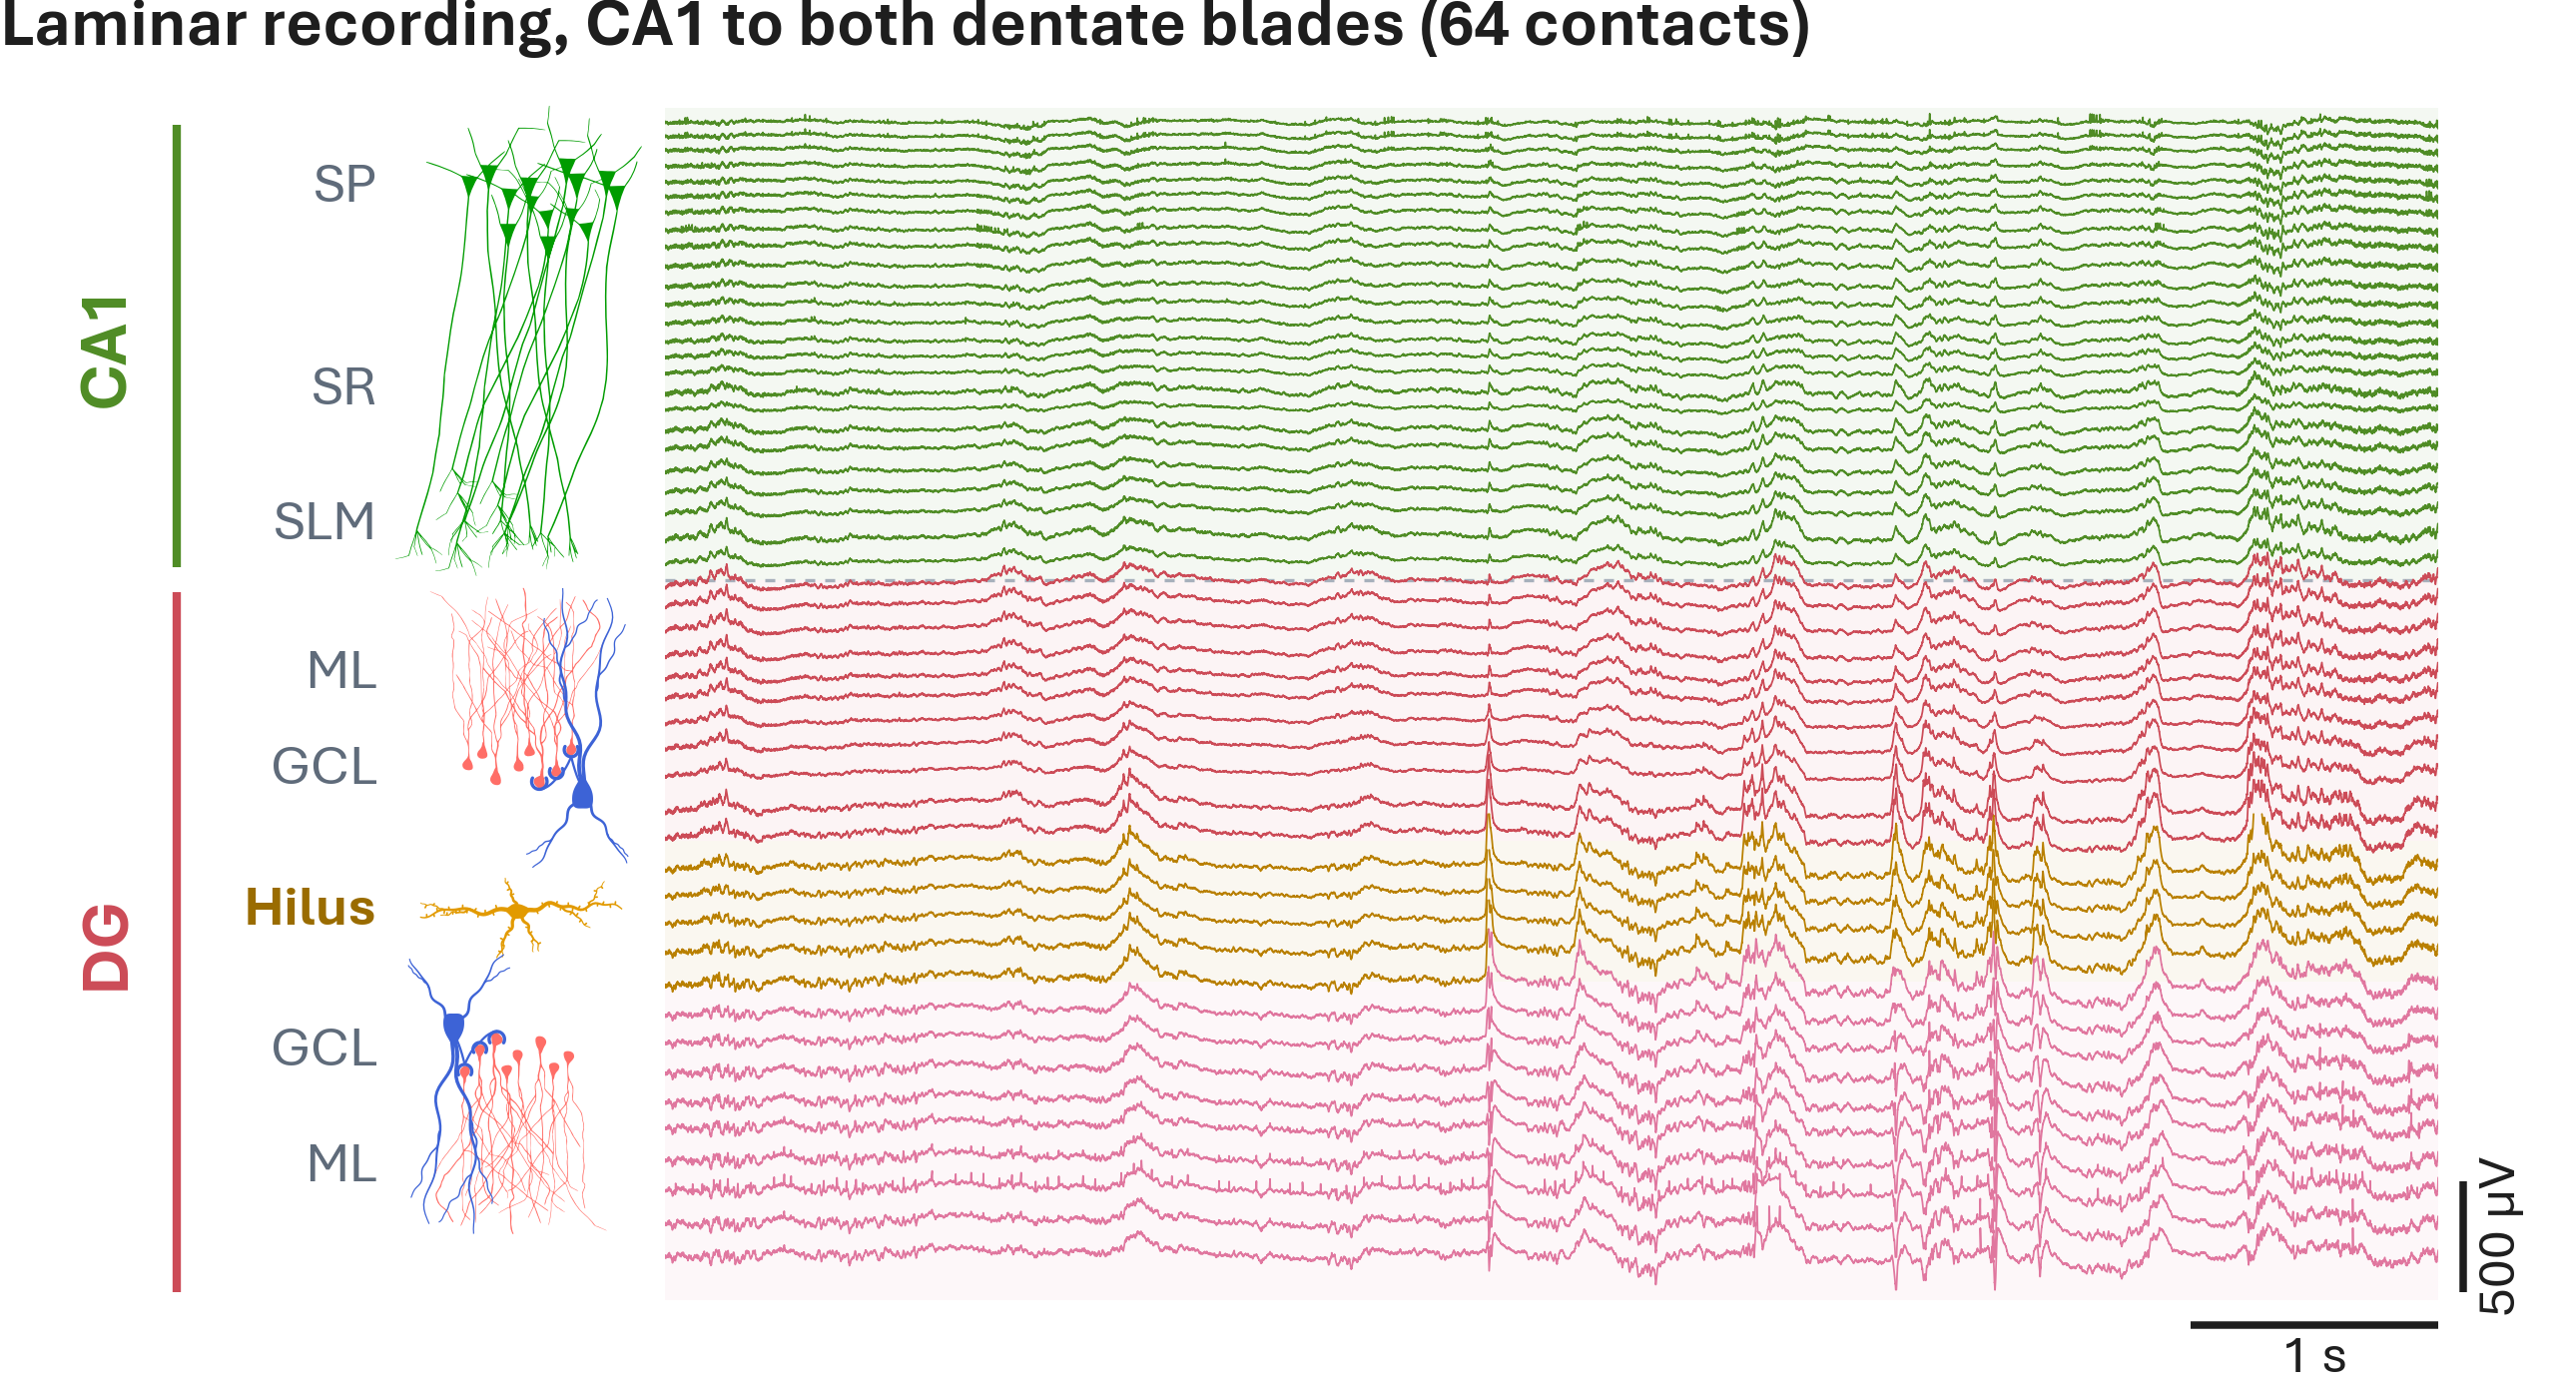 Laminar recording, CA1 to both dentate blades (64 contacts)
CA1
SP
SR
SLM
DG
ML
GCL
Hilus
GCL
ML
500 µV
1 s